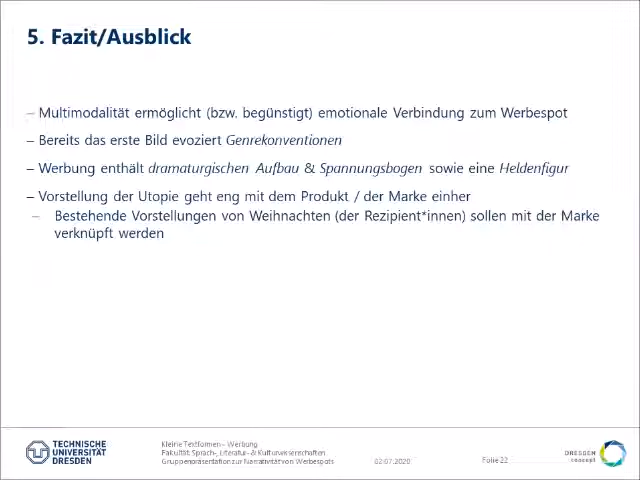 5. Fazit/Ausblick
– Multimodalität ermöglicht (bzw. begünstigt) emotionale Verbindung zum Werbespot
– Bereits das erste Bild evoziert Genrekonventionen
– Werbung enthält dramaturgischen Aufbau & Spannungsbogen sowie eine Heldenfigur
– Vorstellung der Utopie geht eng mit dem Produkt / der Marke einher
– Bestehende Vorstellungen von Weihnachten (der Rezipient*innen) sollen mit der Marke
verknüpft werden
TECHNISCHE
UNIVERSITÄT
DRESDEN
Kleine Textformen – Werbung
Fakultät Sprach-, Literatur- & Kulturwissenschaften
Gruppenpräsentation zur Narrativität von Werbespots
02.07.2020
Folie 22
DRESDEN
concept